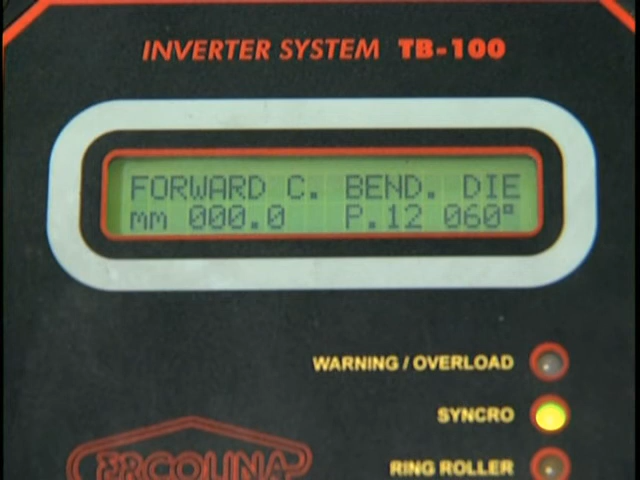 INVERTER SYSTEM TB-100
FORWARD C. BEND. DIE
mm 000.0 P.12 060°
WARNING / OVERLOAD
SYNCRO
ERCOLINA
RING ROLLER